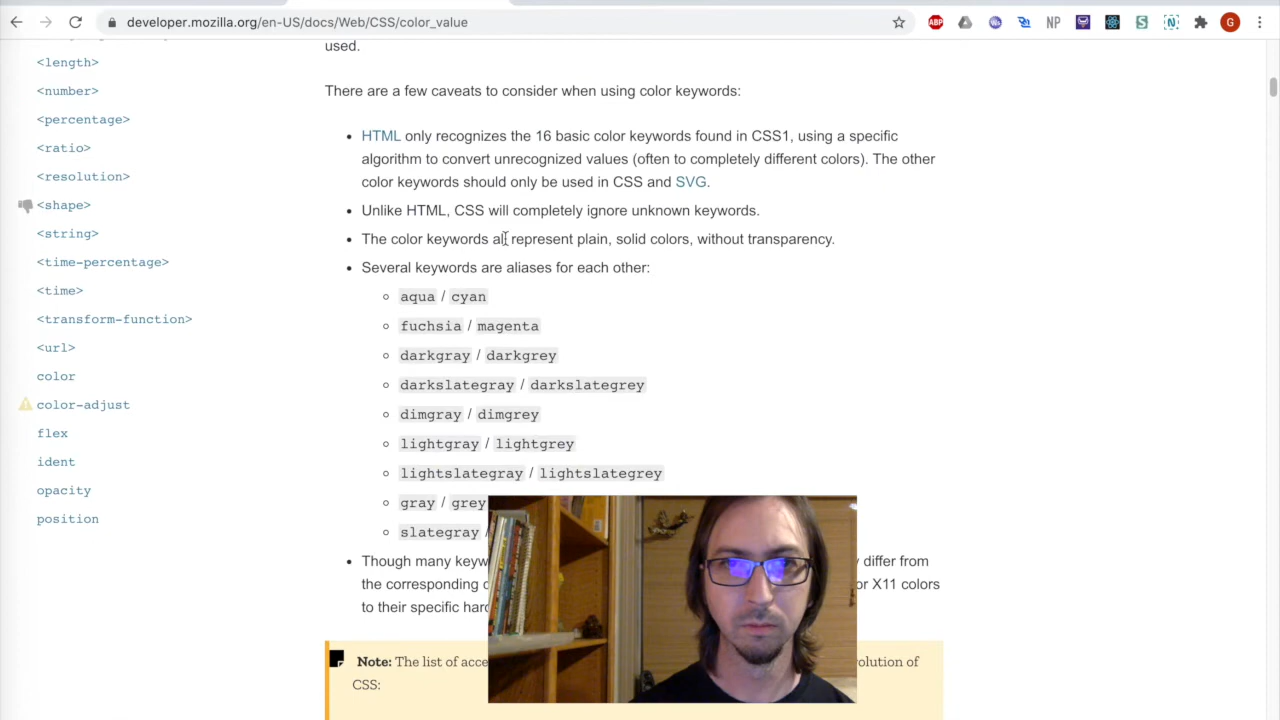 developer.mozilla.org/en-US/docs/Web/CSS/color_value
ABP
NP
S
N
G
used.
<length>
There are a few caveats to consider when using color keywords:
<number>
<percentage>
HTML only recognizes the 16 basic color keywords found in CSS1, using a specific
<ratio>
algorithm to convert unrecognized values (often to completely different colors). The other
<resolution>
color keywords should only be used in CSS and SVG.
<shape>
Unlike HTML, CSS will completely ignore unknown keywords.
<string>
The color keywords all represent plain, solid colors, without transparency.
<time-percentage>
Several keywords are aliases for each other:
<time>
aqua / cyan
<transform-function>
fuchsia / magenta
<url>
darkgray / darkgrey
color
darkslategray / darkslategrey
color-adjust
dimgray / dimgrey
flex
lightgray / lightgrey
ident
lightslategray / lightslategrey
opacity
gray / grey
position
slategray /
Though many differ from
the corresponding or X11 colors
to their specific
Note: The list of of
CSS: